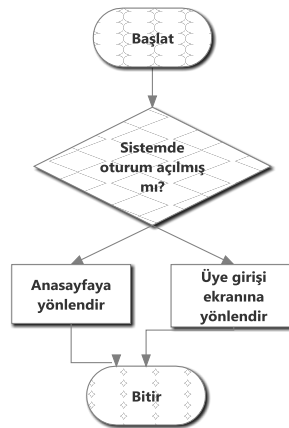 Başlat
Sistemde
oturum açılmış
mı?
Anasayfaya
yönlendir
Üye girişi
ekranına
yönlendir
Bitir